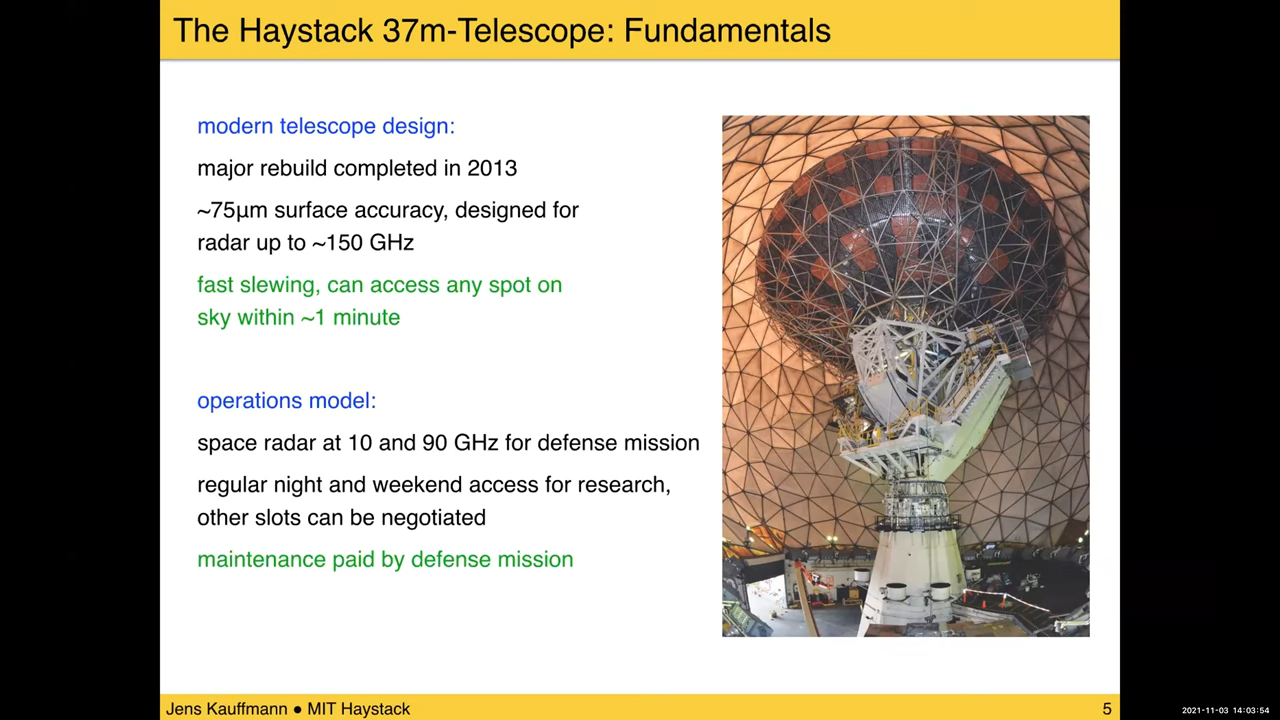 The Haystack 37m-Telescope: Fundamentals
modern telescope design:
major rebuild completed in 2013
~75μm surface accuracy, designed for
radar up to ~150 GHz
fast slewing, can access any spot on
sky within ~1 minute
operations model:
space radar at 10 and 90 GHz for defense mission
regular night and weekend access for research,
other slots can be negotiated
maintenance paid by defense mission
Jens Kauffmann ● MIT Haystack
5
2021-11-03 14:03:54